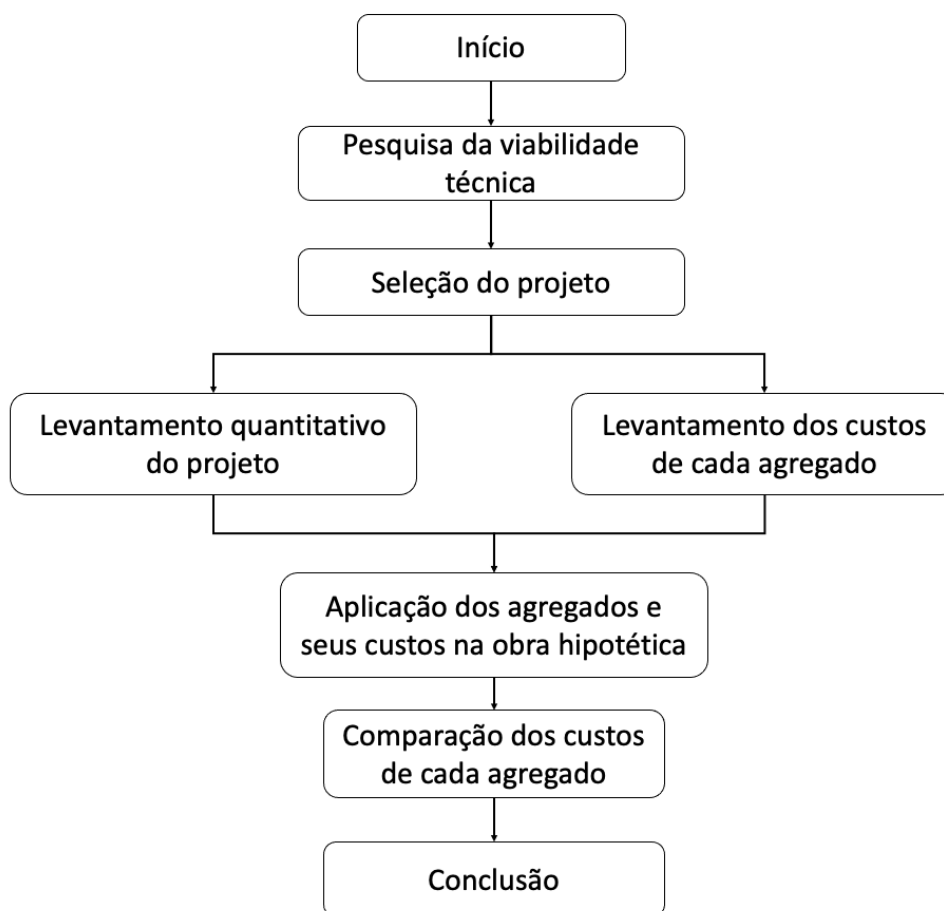 Início
Pesquisa da viabilidade
técnica
Seleção do projeto
Levantamento quantitativo
do projeto
Levantamento dos custos
de cada agregado
Aplicação dos agregados e
seus custos na obra hipotética
Comparação dos custos
de cada agregado
Conclusão